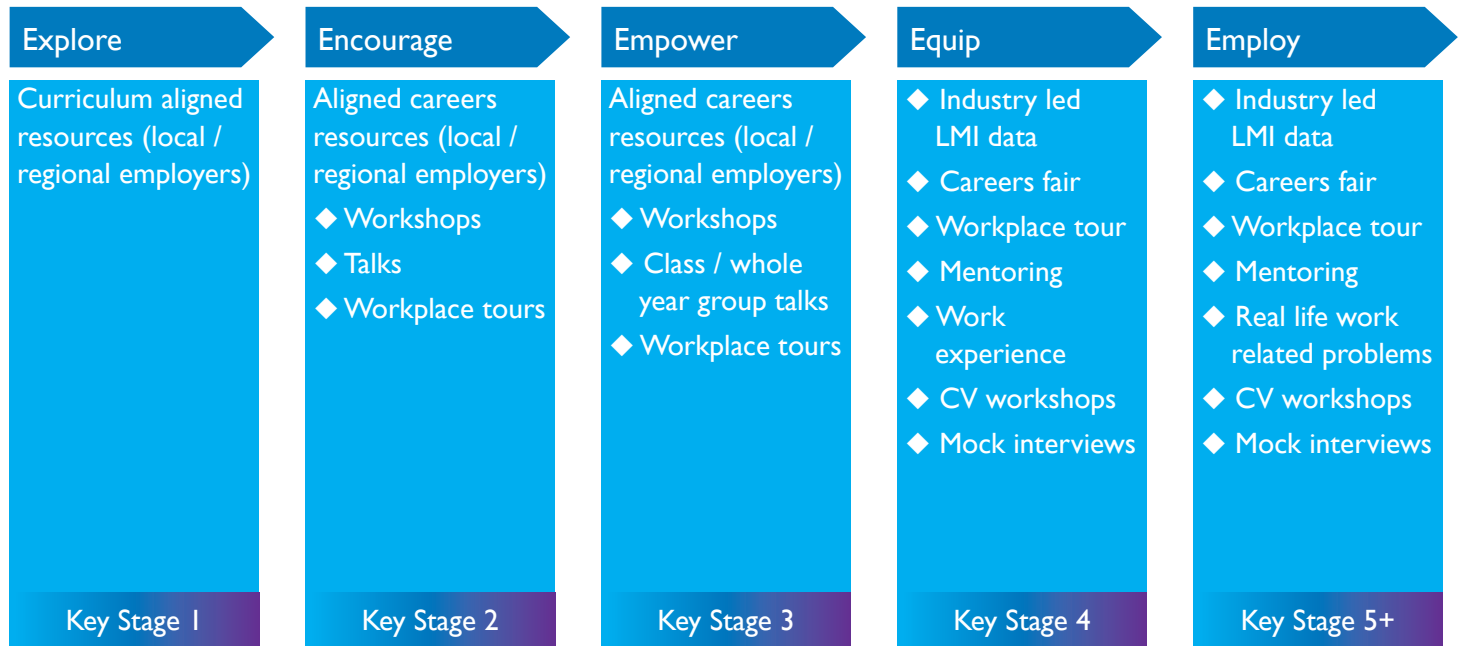 Explore
Curriculum aligned
resources (local /
regional employers)
Key Stage 1
Encourage
Aligned careers
resources (local /
regional employers)
◆ Workshops
◆ Talks
◆ Workplace tours
Key Stage 2
Empower
Aligned careers
resources (local /
regional employers)
◆ Workshops
◆ Class / whole
year group talks
◆ Workplace tours
Key Stage 3
Equip
◆ Industry led
LMI data
◆ Careers fair
◆ Workplace tour
◆ Mentoring
◆ Work
experience
◆ CV workshops
◆ Mock interviews
Key Stage 4
Employ
◆ Industry led
LMI data
◆ Careers fair
◆ Workplace tour
◆ Mentoring
◆ Real life work
related problems
◆ CV workshops
◆ Mock interviews
Key Stage 5+